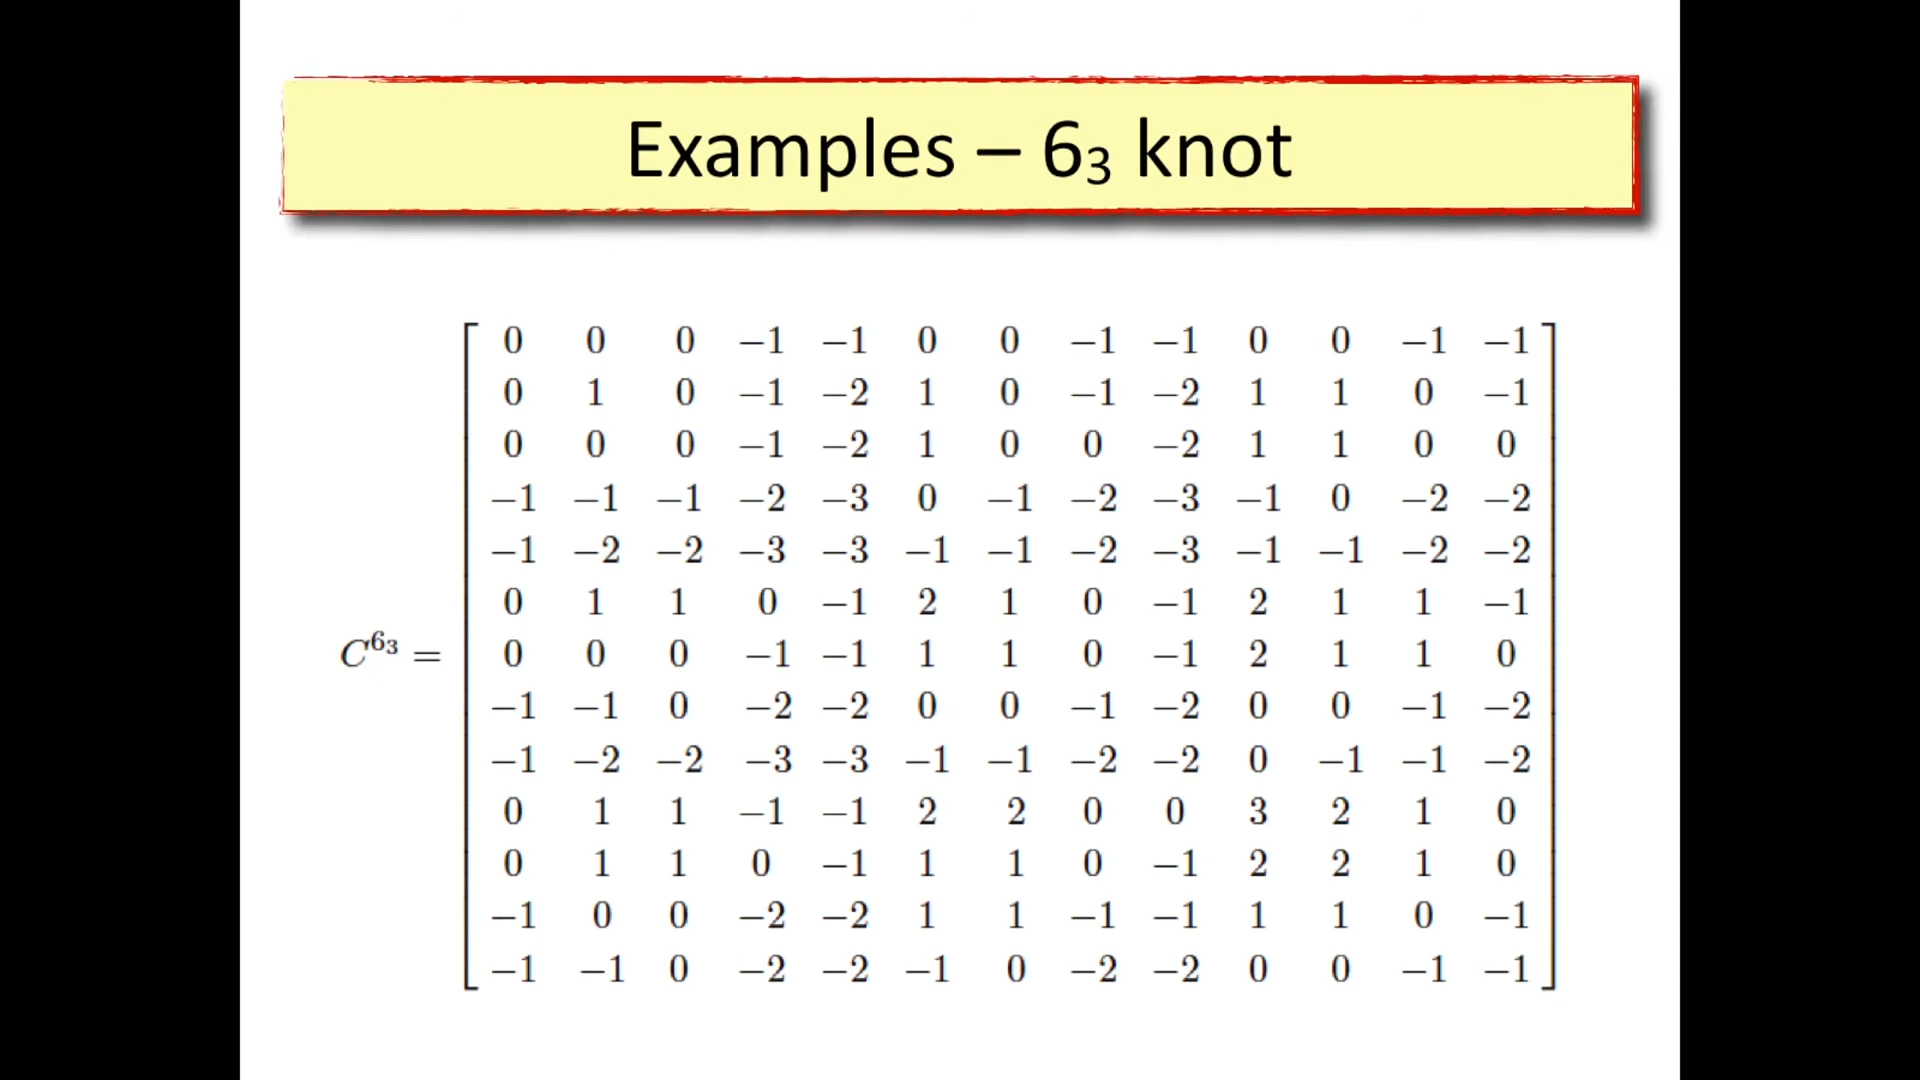 Examples – 6₃ knot
0 0 0 −1 −1 0 0 −1 −1 0 0 −1 −1
0 1 0 −1 −2 1 0 −1 −2 1 1 0 −1
0 0 0 −1 −2 1 0 0 −2 1 1 0 0
−1 −1 −1 −2 −3 0 −1 −2 −3 −1 0 −2 −2
−1 −2 −2 −3 −3 −1 −1 −2 −3 −1 −1 −2 −2
0 1 1 0 −1 2 1 0 −1 2 1 1 −1
C⁶³ = 0 0 0 −1 −1 1 1 0 −1 2 1 1 0
−1 −1 0 −2 −2 0 0 −1 −2 0 0 −1 −2
−1 −2 −2 −3 −3 −1 −1 −2 −2 0 −1 −1 −2
0 1 1 −1 −1 2 2 0 0 3 2 1 0
0 1 1 0 −1 1 1 0 −1 2 2 1 0
−1 0 0 −2 −2 1 1 −1 −1 1 1 0 −1
−1 −1 0 −2 −2 −1 0 −2 −2 0 0 −1 −1